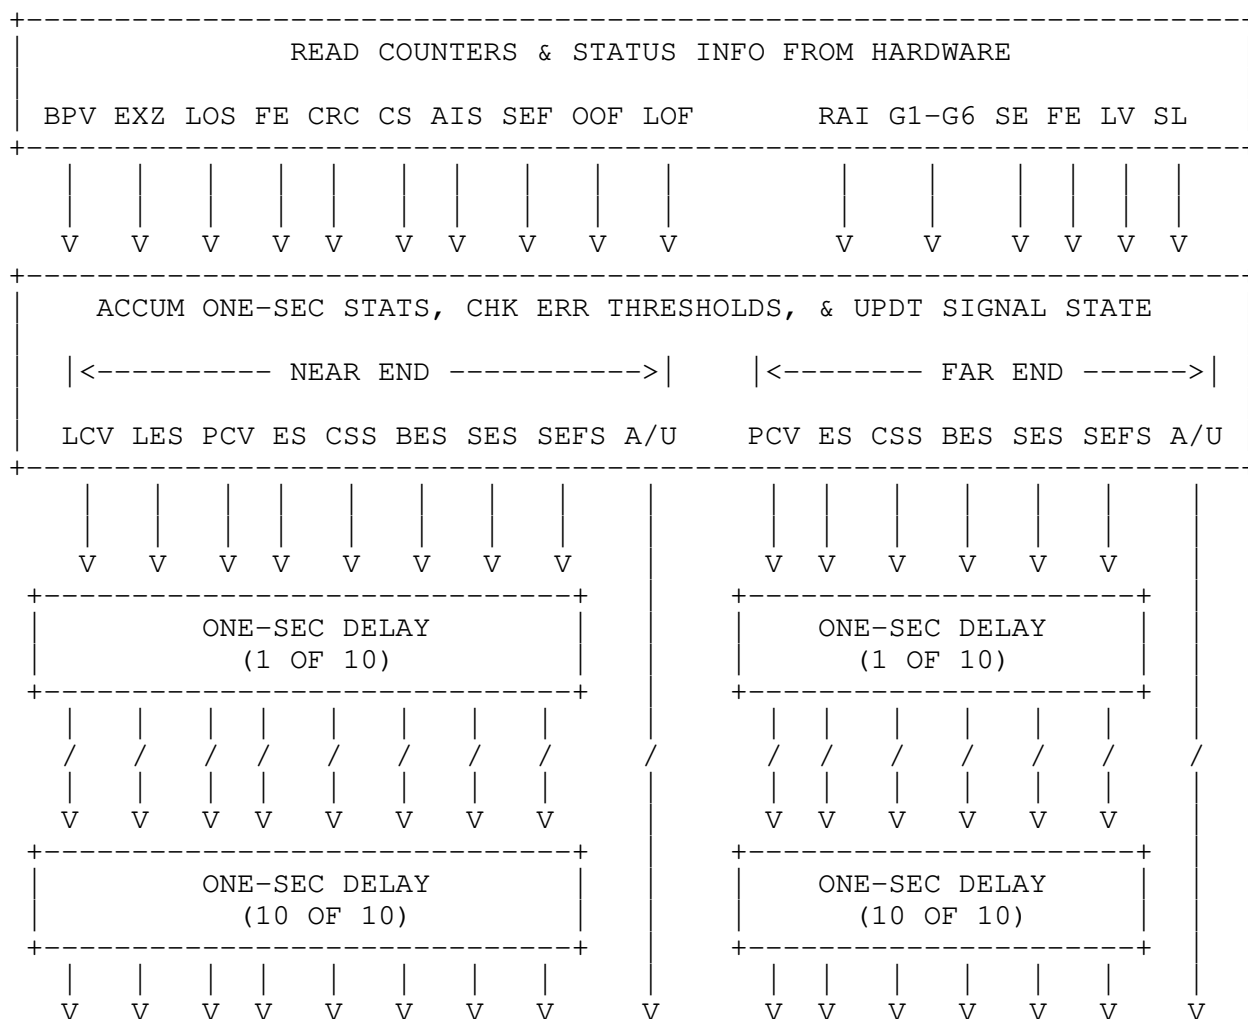 READ COUNTERS & STATUS INFO FROM HARDWARE
BPV EXZ LOS FE CRC CS AIS SEF OOF LOF RAI G1-G6 SE FE LV SL
V V V V V V V V V V V V V V V V
ACCUM ONE-SEC STATS, CHK ERR THRESHOLDS, & UPDT SIGNAL STATE
|<---------- NEAR END ----------->| |<-------- FAR END ------>|
LCV LES PCV ES CSS BES SES SEFS A/U PCV ES CSS BES SES SEFS A/U
V V V V V V V V V V V V V V
ONE-SEC DELAY ONE-SEC DELAY
(1 OF 10) (1 OF 10)
/ / / / / / / / / / / / / / / /
V V V V V V V V V V V V V V
ONE-SEC DELAY ONE-SEC DELAY
(10 OF 10) (10 OF 10)
V V V V V V V V V V V V V V V V